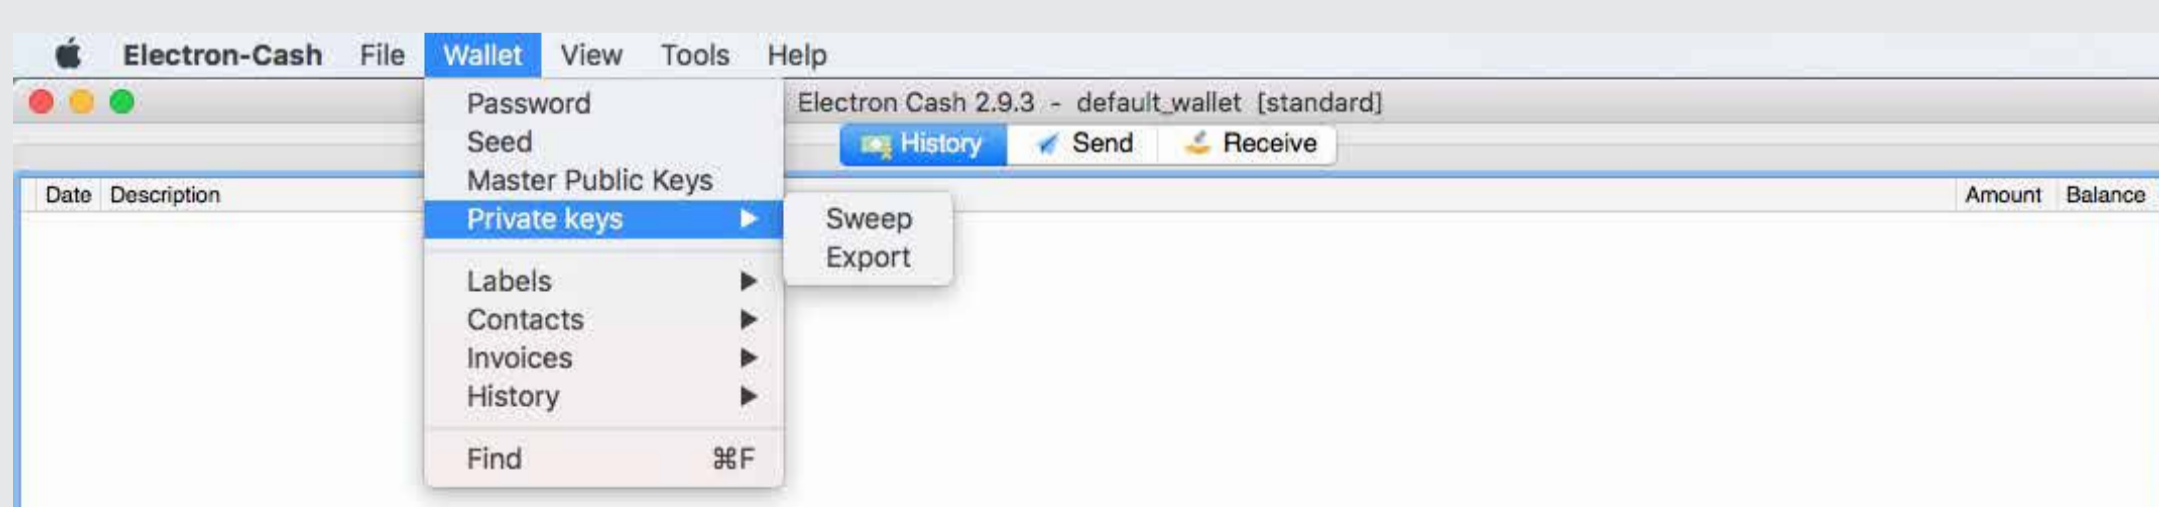 Electron-Cash File Wallet View Tools Help
Electron Cash 2.9.3 - default_wallet [standard]
History Send Receive
Date Description Amount Balance
Password
Seed
Master Public Keys
Private keys
Sweep
Export
Labels
Contacts
Invoices
History
Find ⌘F